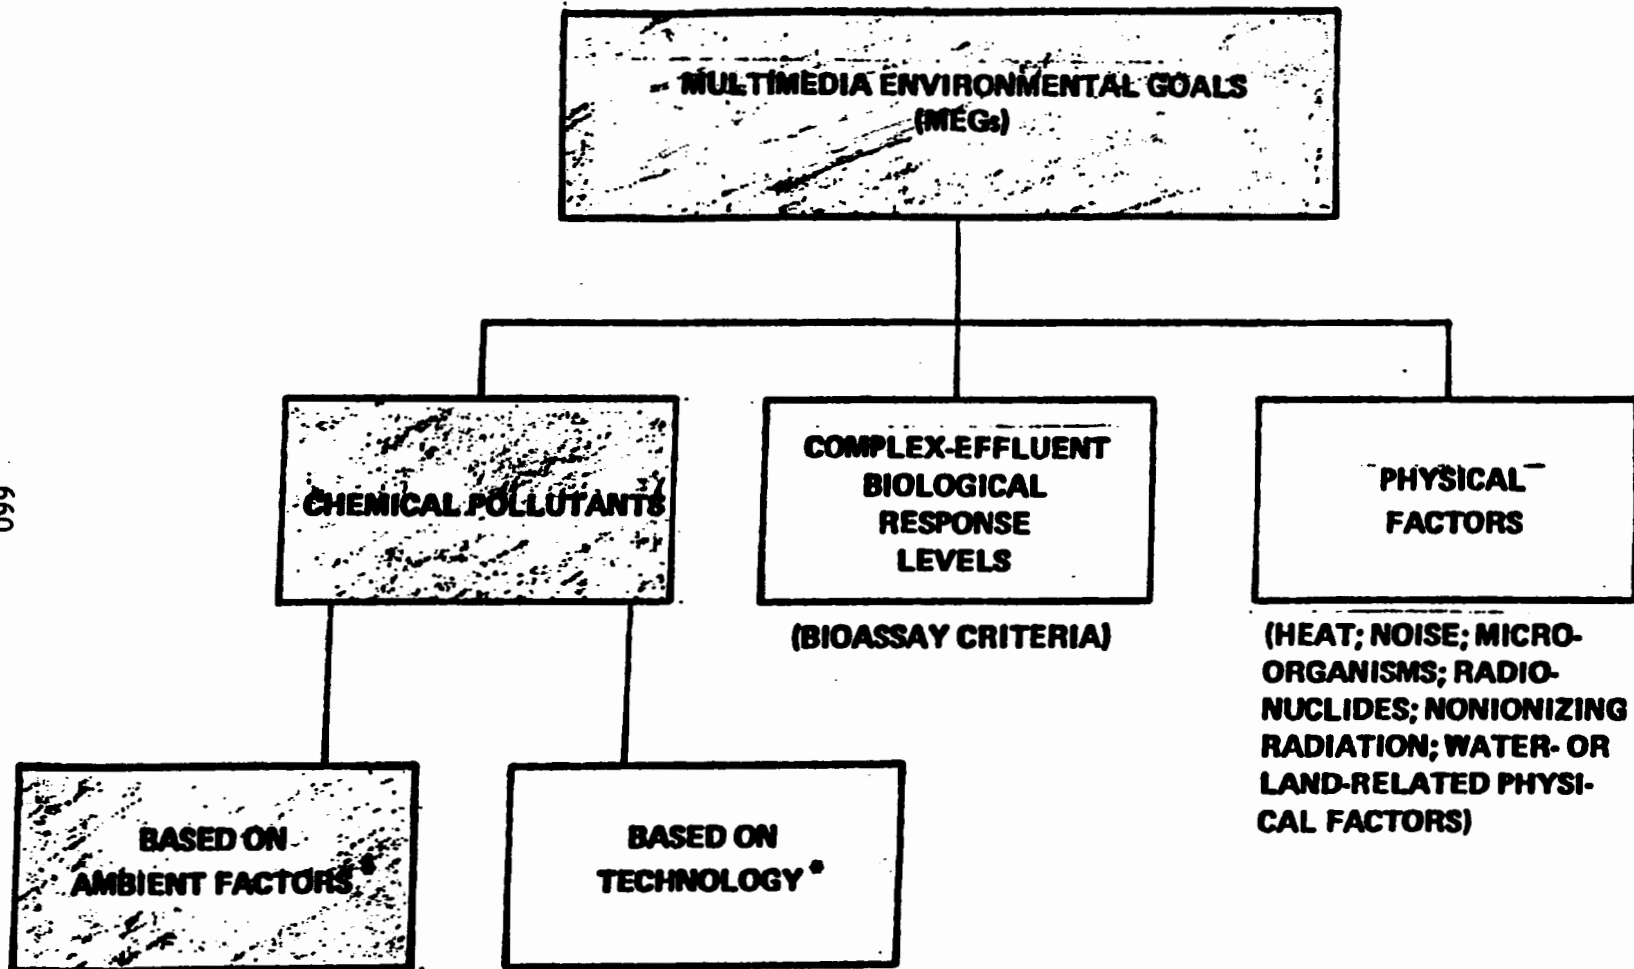 MULTIMEDIA ENVIRONMENTAL GOALS
(MEGs)
CHEMICAL POLLUTANTS
COMPLEX-EFFLUENT
BIOLOGICAL
RESPONSE
LEVELS
(BIOASSAY CRITERIA)
PHYSICAL
FACTORS
(HEAT; NOISE; MICRO-
ORGANISMS; RADIO-
NUCLIDES; NONIONIZING
RADIATION; WATER- OR
LAND-RELATED PHYSI-
CAL FACTORS)
BASED ON
AMBIENT FACTORS*
BASED ON
TECHNOLOGY*
660